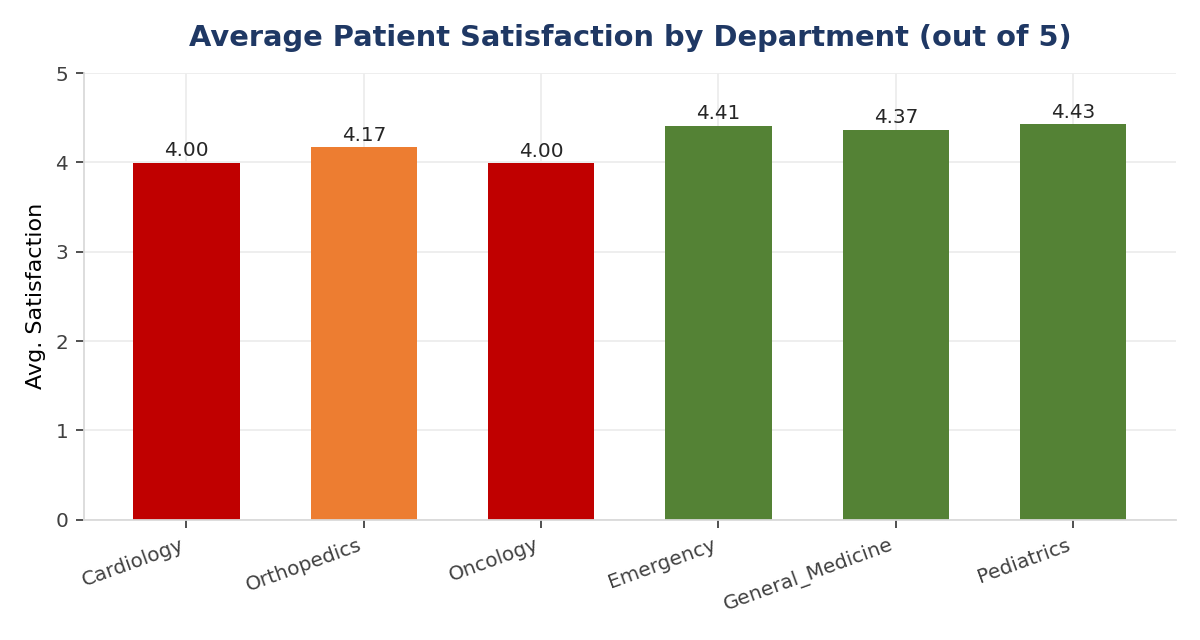 Average Patient Satisfaction by Department (out of 5)
Avg. Satisfaction
5
4
3
2
1
0
4.00
4.17
4.00
4.41
4.37
4.43
Cardiology
Orthopedics
Oncology
Emergency
General_Medicine
Pediatrics